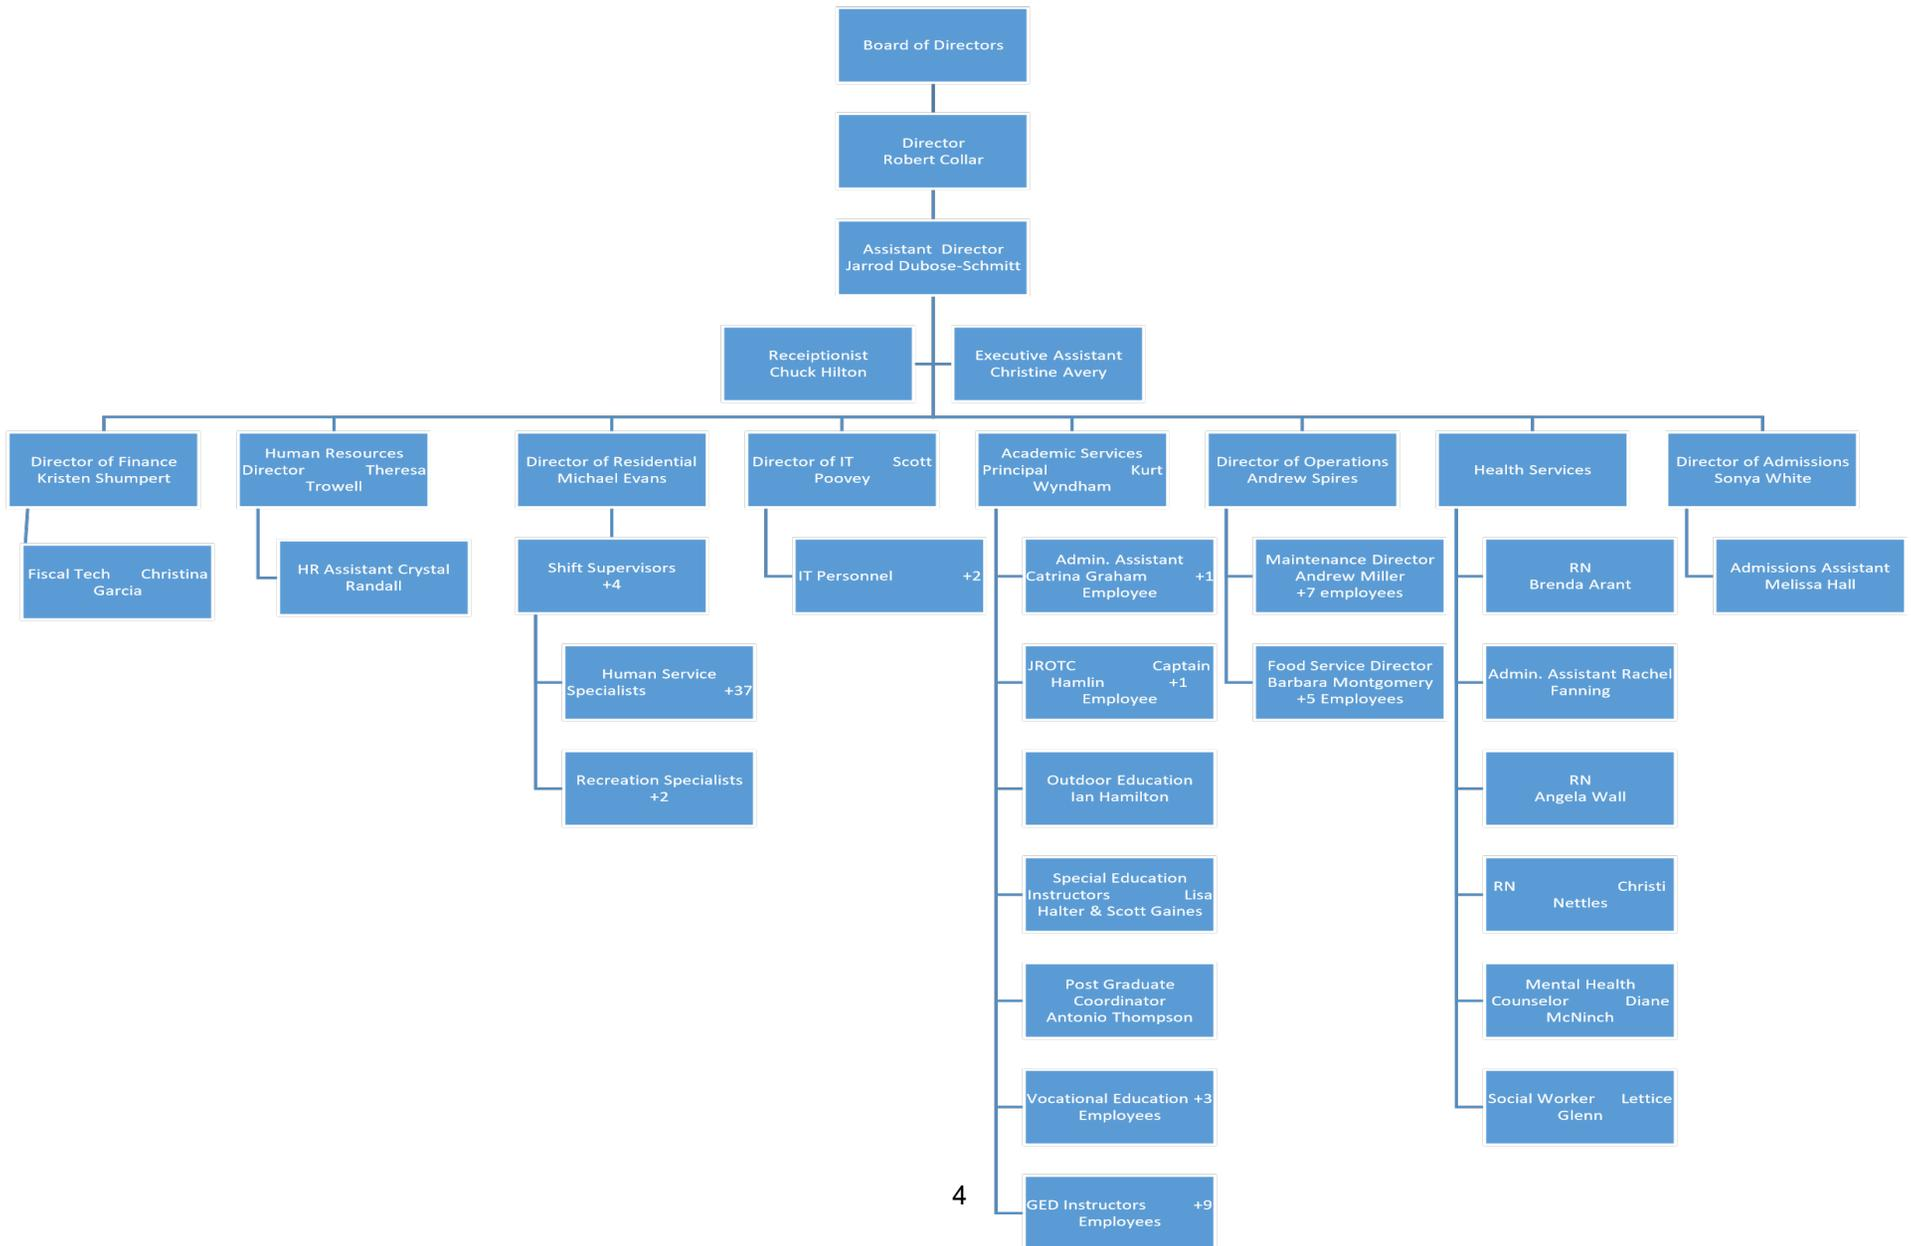 Board of Directors
Director
Robert Collar
Assistant Director
Jarrod Dubose-Schmitt
Receiptionist
Chuck Hilton
Executive Assistant
Christine Avery
Director of Finance
Kristen Shumpert
Human Resources
Director Theresa
Trowell
Director of Residential
Michael Evans
Director of IT Scott
Poovey
Academic Services
Principal Kurt
Wyndham
Director of Operations
Andrew Spires
Health Services
Director of Admissions
Sonya White
Fiscal Tech Christina
Garcia
HR Assistant Crystal
Randall
Shift Supervisors
+4
Human Service
Specialists +37
Recreation Specialists
+2
IT Personnel +2
Admin. Assistant
Catrina Graham +1
Employee
JROTC Captain
Hamlin +1
Employee
Outdoor Education
Ian Hamilton
Special Education
Instructors Lisa
Halter & Scott Gaines
Post Graduate
Coordinator
Antonio Thompson
Vocational Education +3
Employees
GED Instructors +9
Employees
Maintenance Director
Andrew Miller
+7 employees
Food Service Director
Barbara Montgomery
+5 Employees
RN
Brenda Arant
Admin. Assistant Rachel
Fanning
RN
Angela Wall
RN Christi
Nettles
Mental Health
Counselor Diane
McNinch
Social Worker Lettice
Glenn
Admissions Assistant
Melissa Hall
4